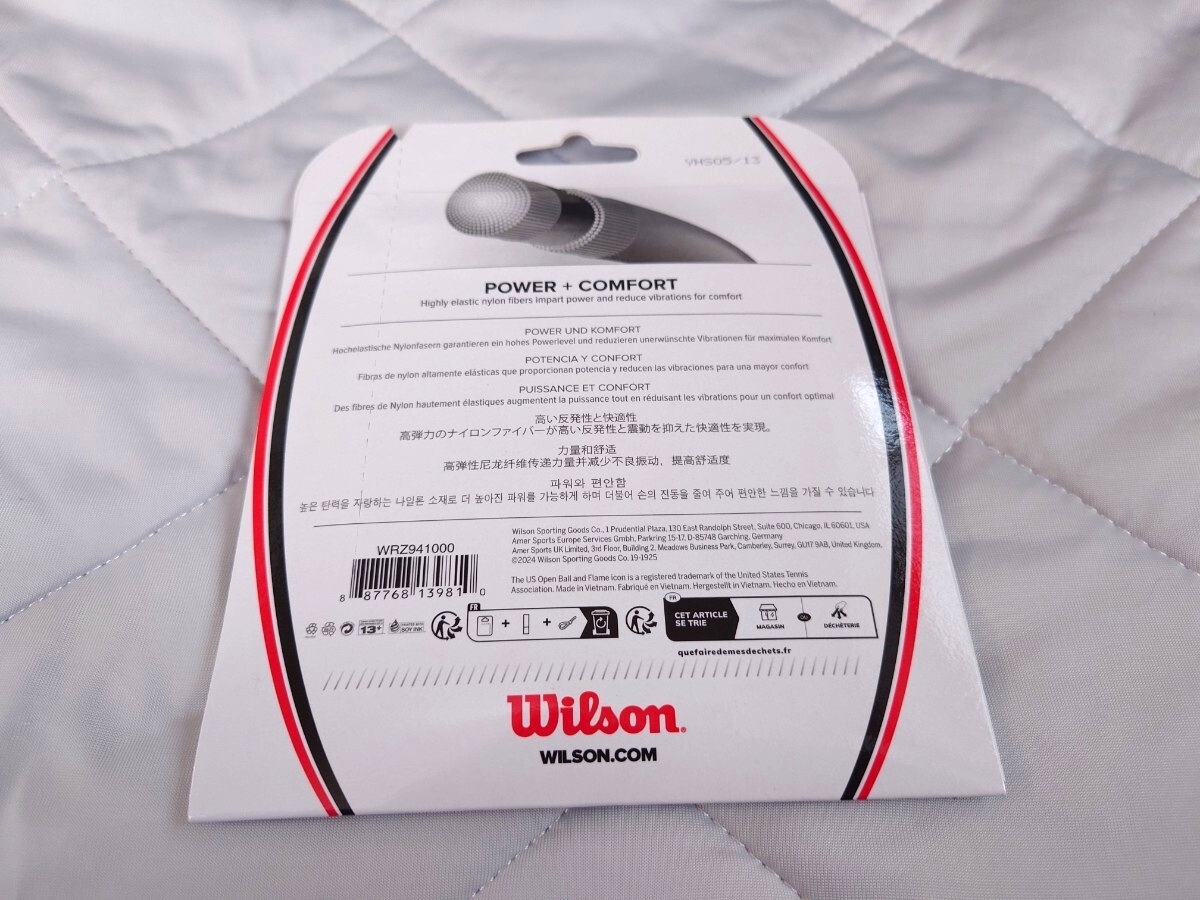 VHS05/13
POWER + COMFORT
Highly elastic nylon fibers impart power and reduce vibrations for comfort
POWER UND KOMFORT
Hochelastische Nylonfasern garantieren ein hohes Powerlevel und reduzieren unerwünschte Vibrationen für maximalen Komfort
POTENCIA Y CONFORT
Fibras de nylon altamente elásticas que proporcionan potencia y reducen las vibraciones para una mayor confort
PUISSANCE ET CONFORT
Des fibres de Nylon hautement élastiques augmentent la puissance tout en réduisant les vibrations pour un confort optimal
高い反発性と快適性
高弾力のナイロンファイバーが高い反発性と震動を抑えた快適性を実現。
力量和舒适
高弹性尼龙纤维传递力量并减少不良振动，提高舒适度
파워와 편안함
높은 탄력을 자랑하는 나일론 소재로 더 높아진 파워를 가능하게 하며 더불어 손의 진동을 줄여 주어 편안한 느낌을 가질 수 있습니다
WRZ941000
8 87768 13981 0
Wilson Sporting Goods Co., 1 Prudential Plaza, 130 East Randolph Street, Suite 600, Chicago, IL 60601, USA
Amer Sports Europe Services GmbH, Parkring 15-17, D-85748 Garching, Germany
Amer Sports UK Limited, 3rd Floor, Building 2, Meadows Business Park, Camberley, Surrey, GU17 9AB, United Kingdom.
©2024 Wilson Sporting Goods Co. 19-1925
The US Open Ball and Flame icon is a registered trademark of the United States Tennis
Association. Made in Vietnam. Fabriqué en Vietnam. Hergestellt in Vietnam. Hecho en Vietnam.
13+
SOY INK
FR
+ +
FR
CET ARTICLE
SE TRIE
MAGASIN
OU
DÉCHÈTERIE
quefairedemesdechets.fr
Wilson®
WILSON.COM